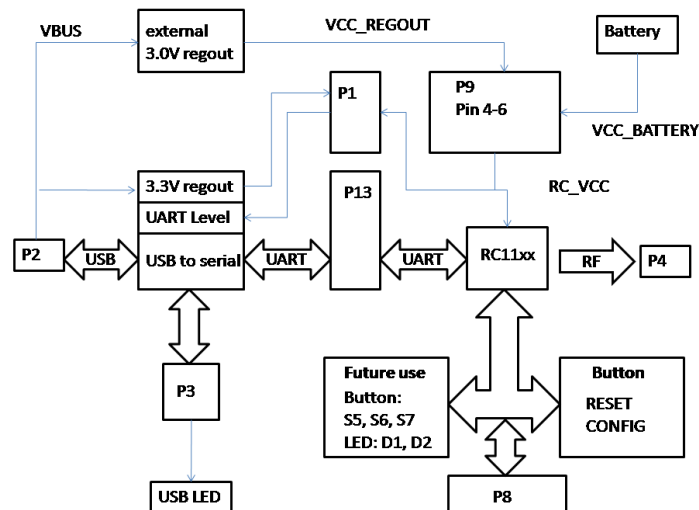 VBUS
external
3.0V regout
VCC_REGOUT
Battery
P1
P9
Pin 4-6
VCC_BATTERY
3.3V regout
P13
RC_VCC
UART Level
P2
USB
USB to serial
UART
UART
RC11xx
RF
P4
P3
Future use
Button:
S5, S6, S7
LED: D1, D2
Button
RESET
CONFIG
USB LED
P8